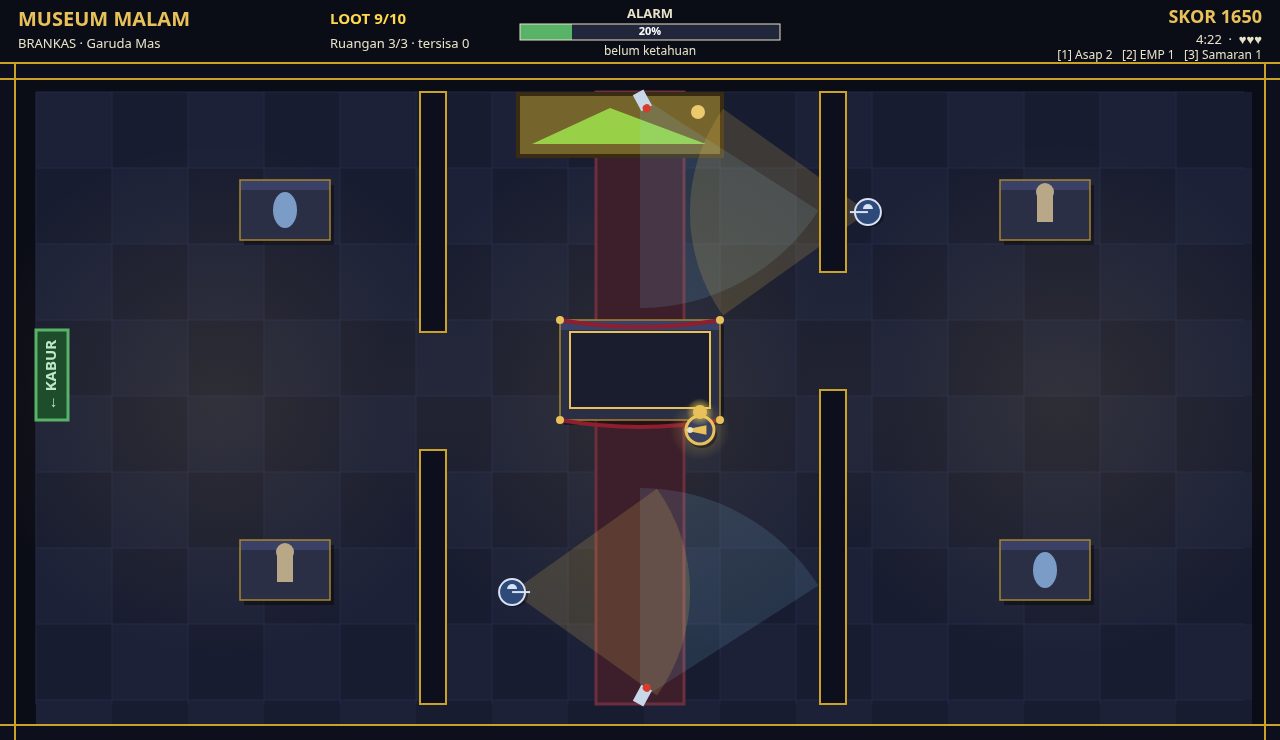 MUSEUM MALAM
BRANKAS · Garuda Mas
LOOT 9/10
Ruangan 3/3 · tersisa 0
ALARM
20%
belum ketahuan
SKOR 1650
4:22 · ♥♥♥
[1] Asap 2 [2] EMP 1 [3] Samaran 1
← KABUR